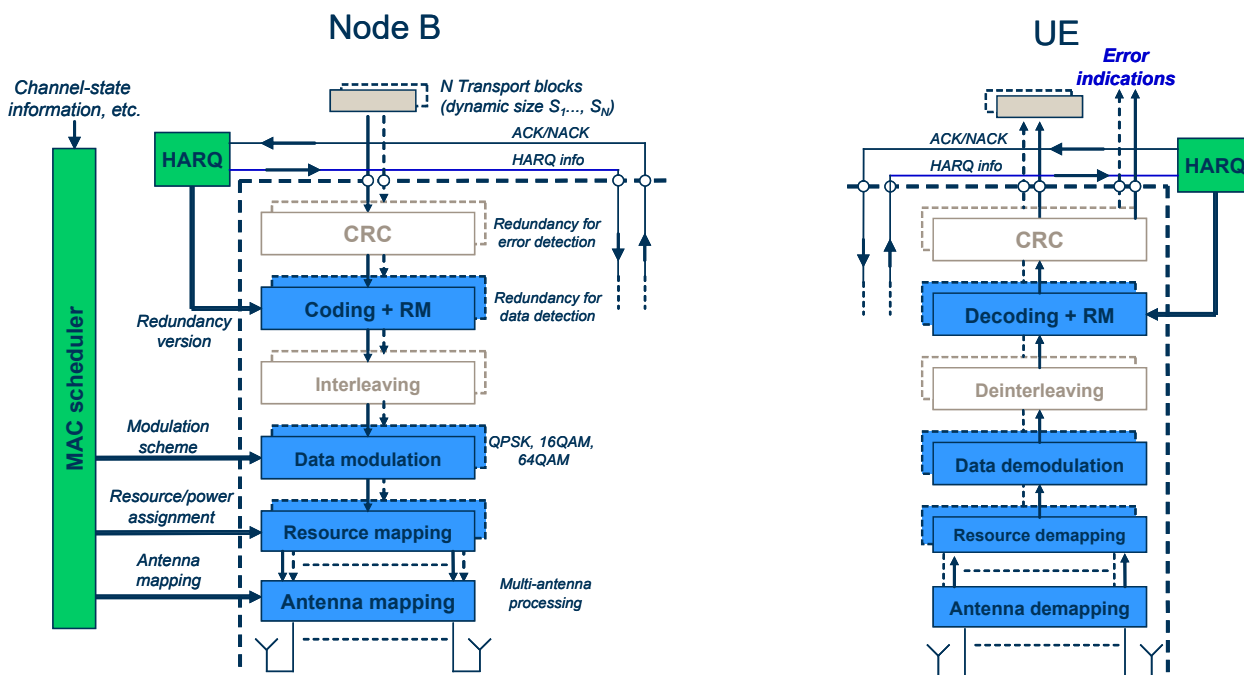 Node B
Channel-state
information, etc.
N Transport blocks
(dynamic size S1..., SN)
HARQ
ACK/NACK
HARQ info
CRC
Redundancy for
error detection
Coding + RM
Redundancy for
data detection
Redundancy
version
Interleaving
MAC scheduler
Modulation
scheme
Data modulation
QPSK, 16QAM,
64QAM
Resource/power
assignment
Resource mapping
Antenna
mapping
Antenna mapping
Multi-antenna
processing
UE
Error
indications
ACK/NACK
HARQ info
HARQ
CRC
Decoding + RM
Deinterleaving
Data demodulation
Resource demapping
Antenna demapping